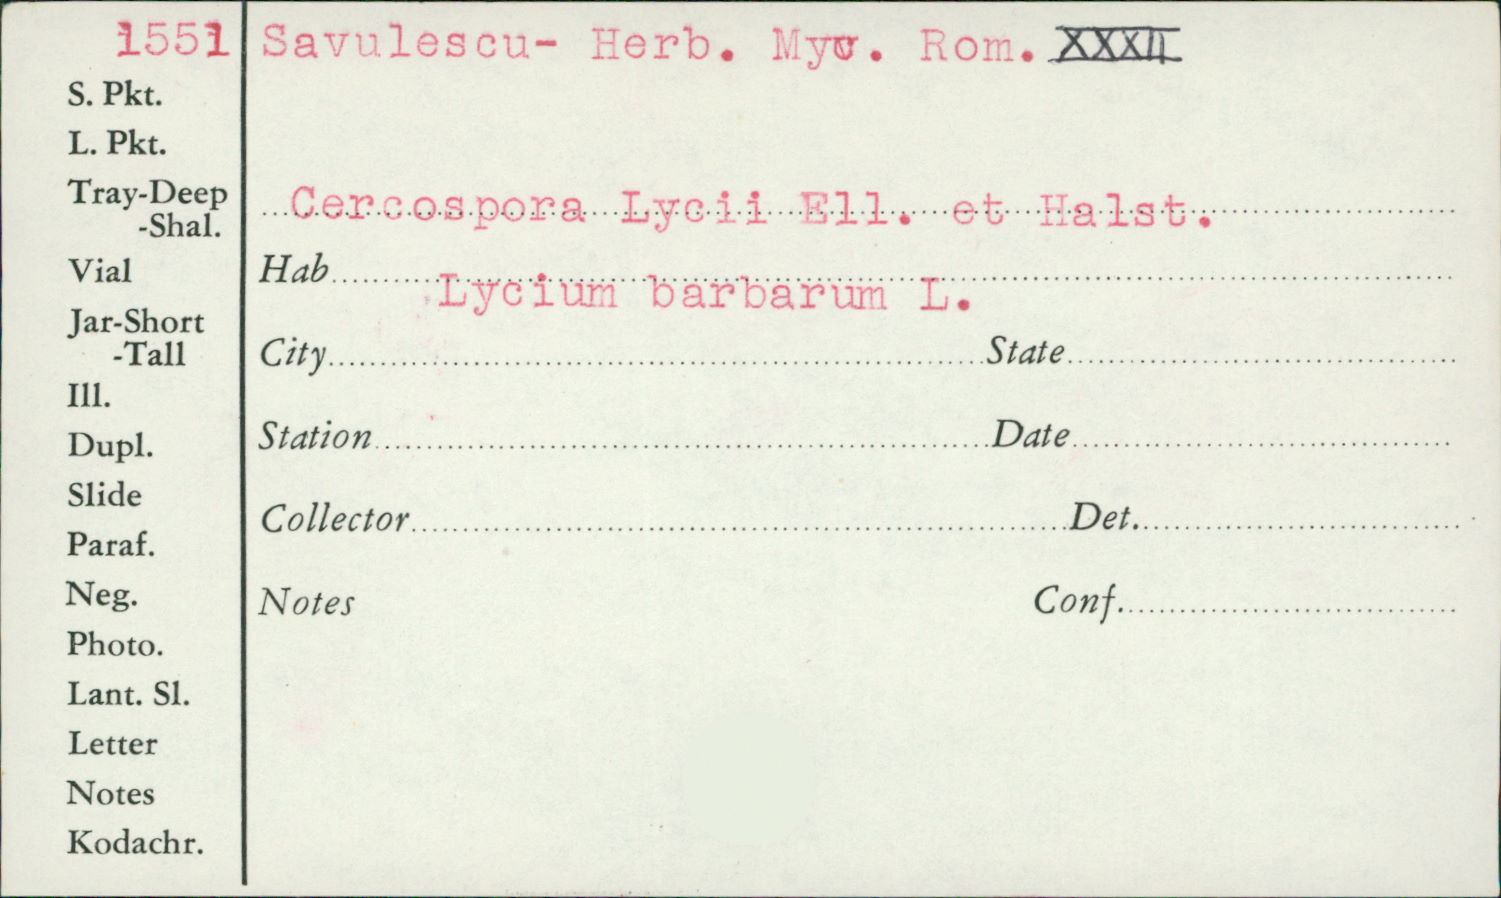 1551 Savulescu- Herb. Myc. Rom. XXXII
S. Pkt.
L. Pkt.
Tray-Deep
-Shal.
Cercospora Lycii Ell. et Halst.
Vial
Hab
Lycium barbarum L.
Jar-Short
-Tall
City State
Ill.
Dupl.
Station Date
Slide
Collector Det.
Paraf.
Neg.
Notes Conf.
Photo.
Lant. Sl.
Letter
Notes
Kodachr.